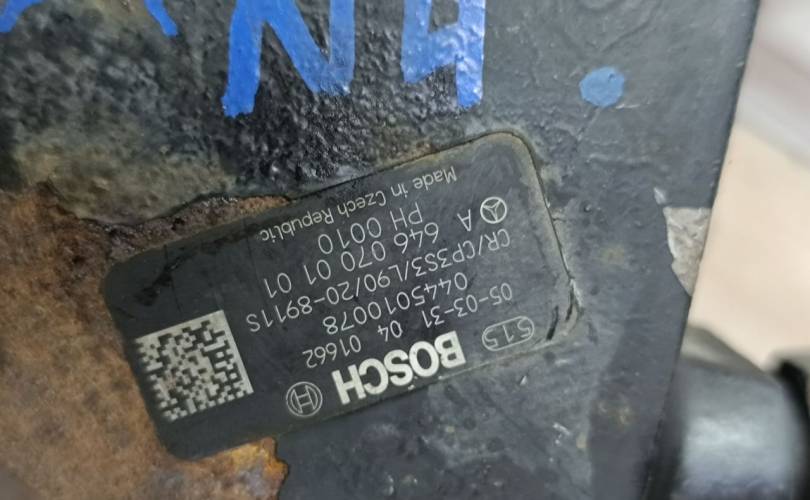 BOSCH 515
05-03-31 04 01662
0445010078
CR/CP3S3/L90/20-8911S
A 646 070 01 01
PH 0010
Made in Czech Republic